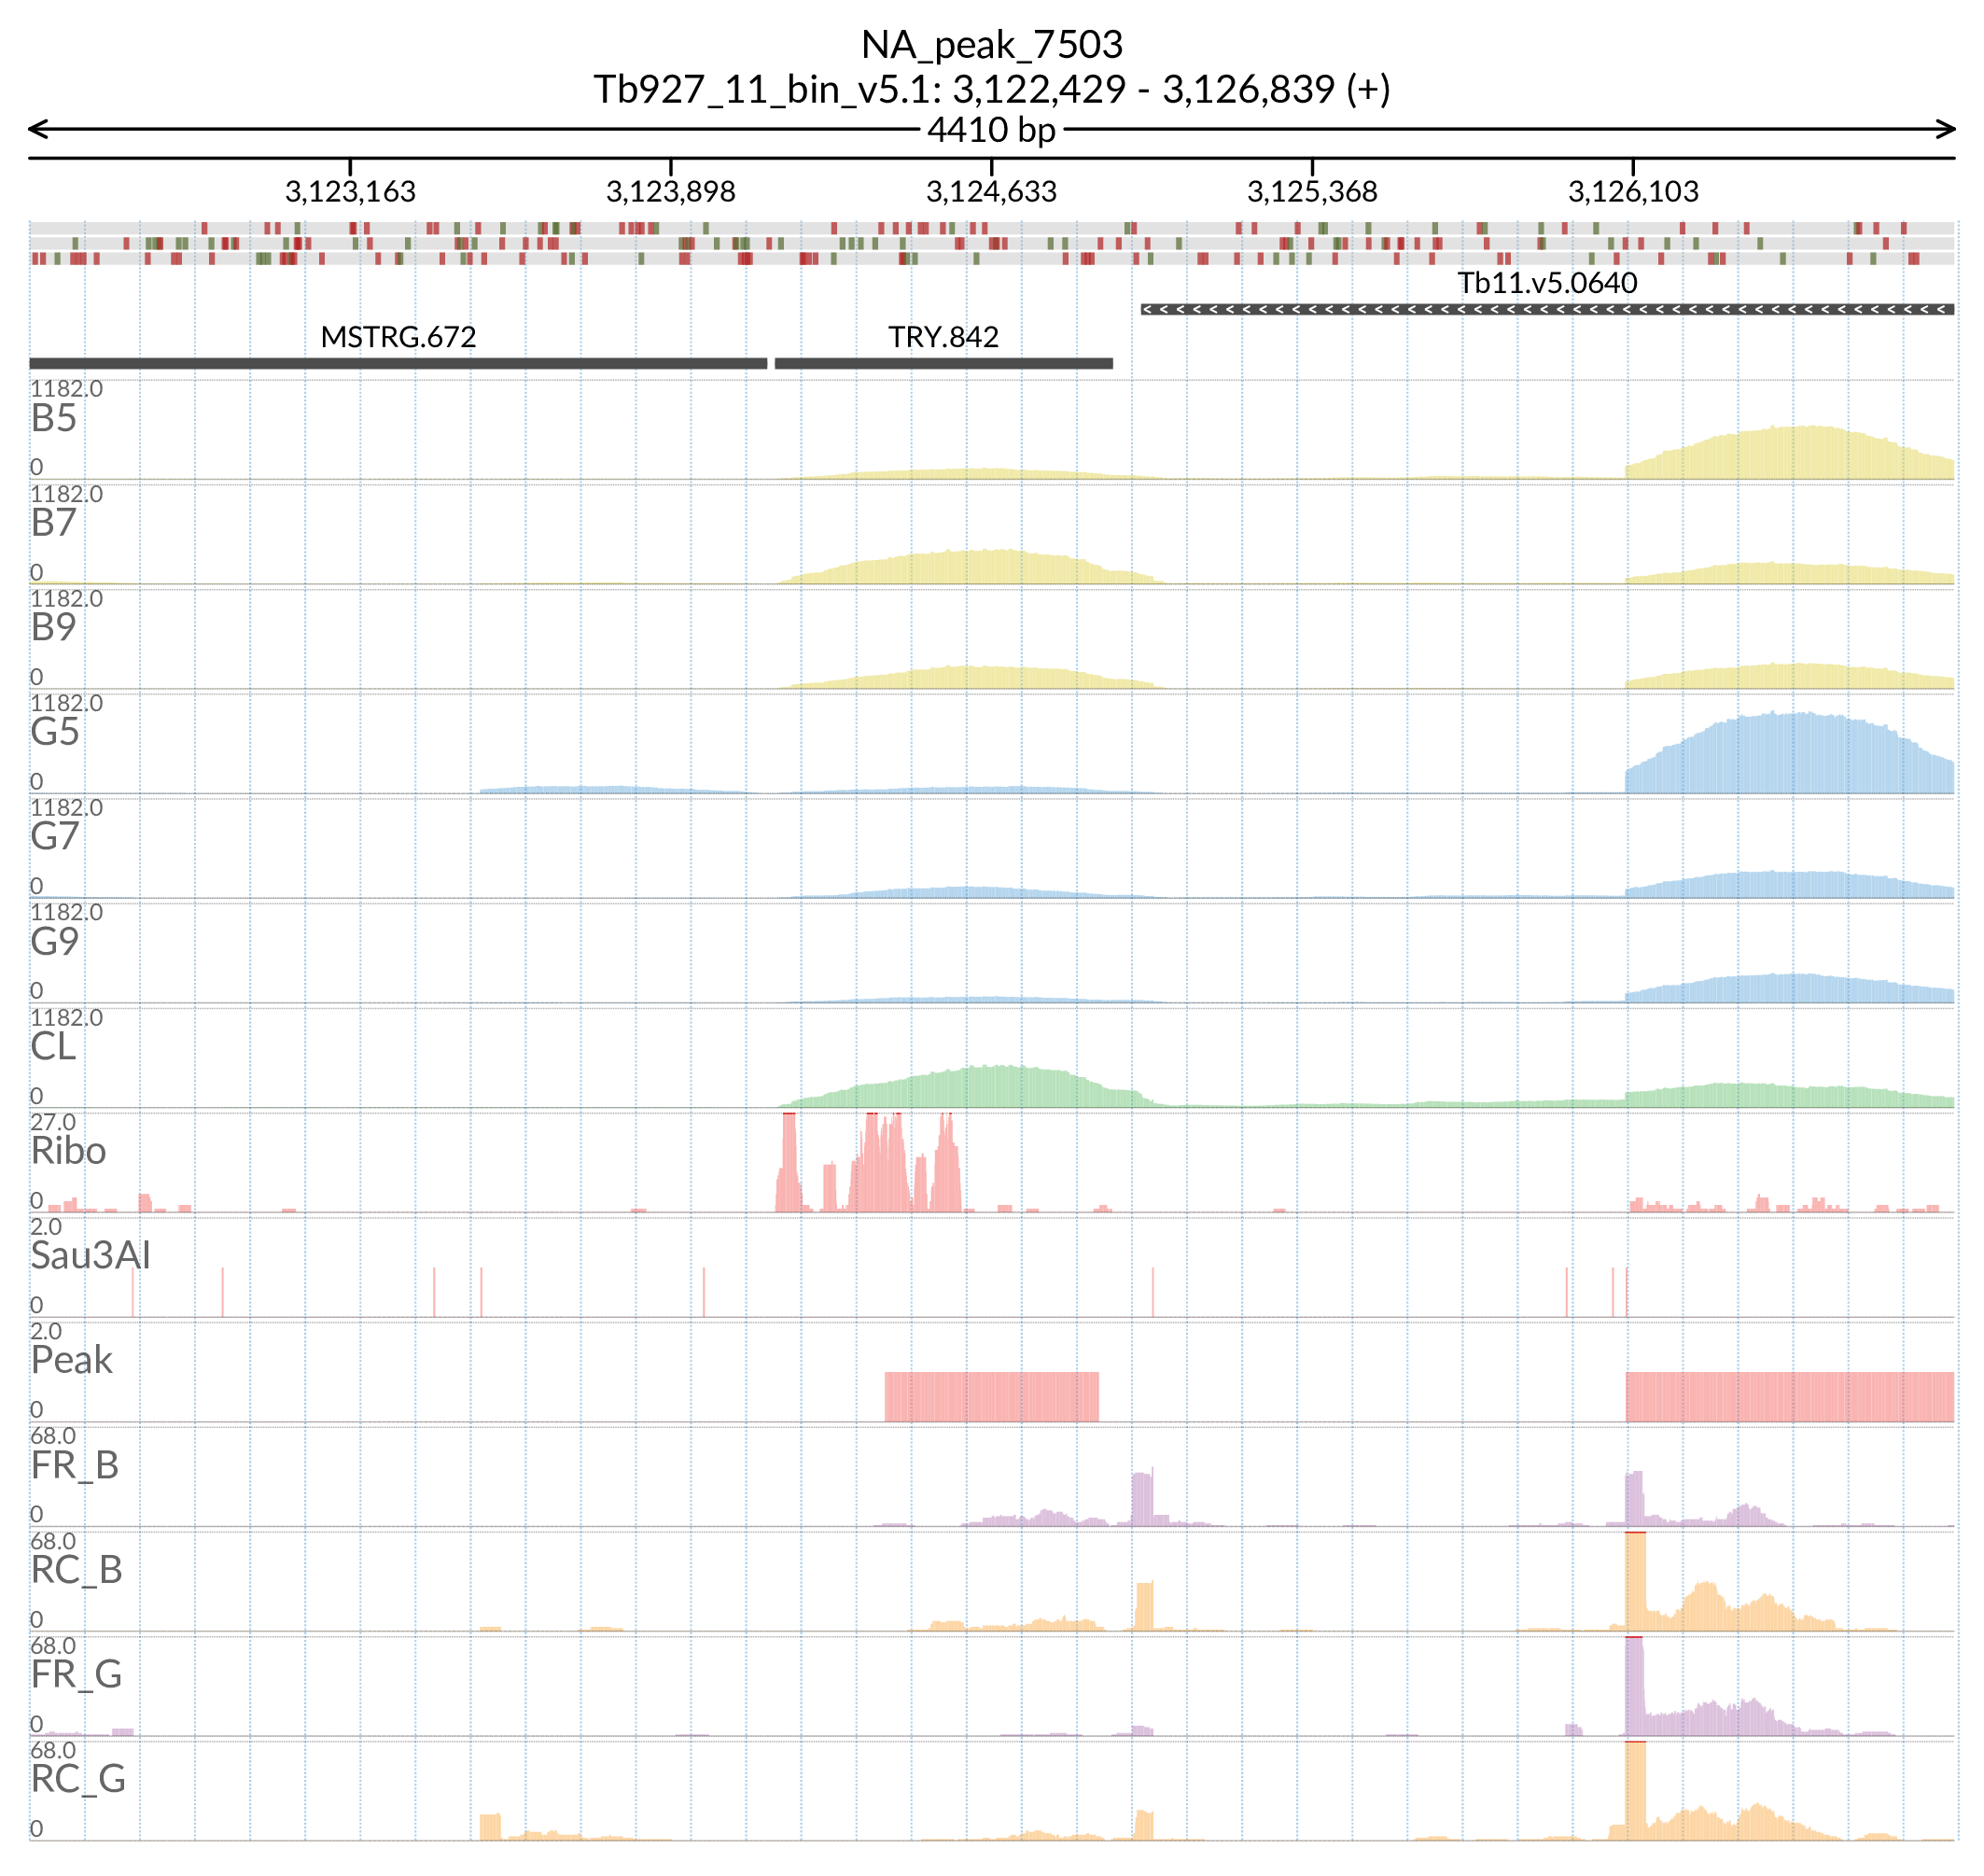 NA_peak_7503
Tb927_11_bin_v5.1: 3,122,429 - 3,126,839 (+)
4410 bp
3,123,163 3,123,898 3,124,633 3,125,368 3,126,103
Tb11.v5.0640
MSTRG.672 TRY.842
1182.0
B5
0
1182.0
B7
0
1182.0
B9
0
1182.0
G5
0
1182.0
G7
0
1182.0
G9
0
1182.0
CL
0
27.0
Ribo
0
2.0
Sau3AI
0
2.0
Peak
0
68.0
FR_B
0
68.0
RC_B
0
68.0
FR_G
0
68.0
RC_G
0